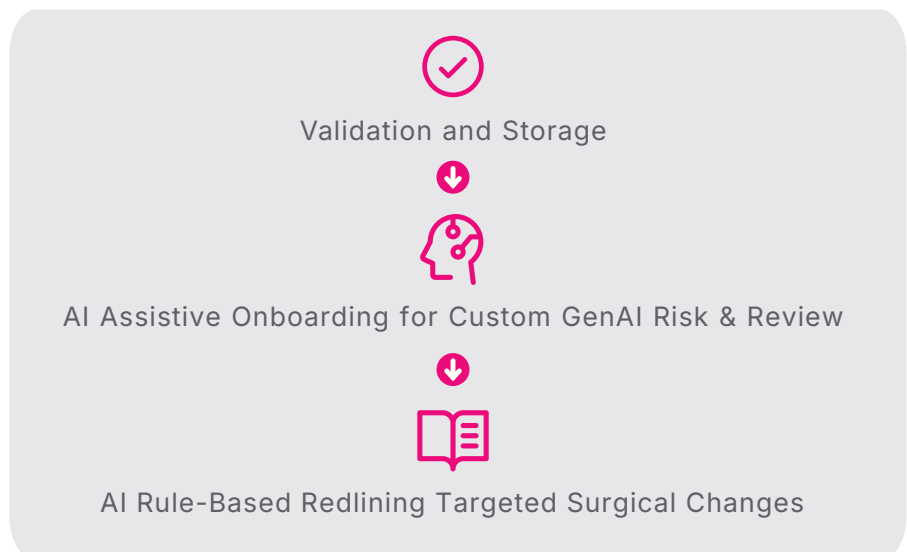 Validation and Storage
AI Assistive Onboarding for Custom GenAI Risk & Review
AI Rule-Based Redlining Targeted Surgical Changes